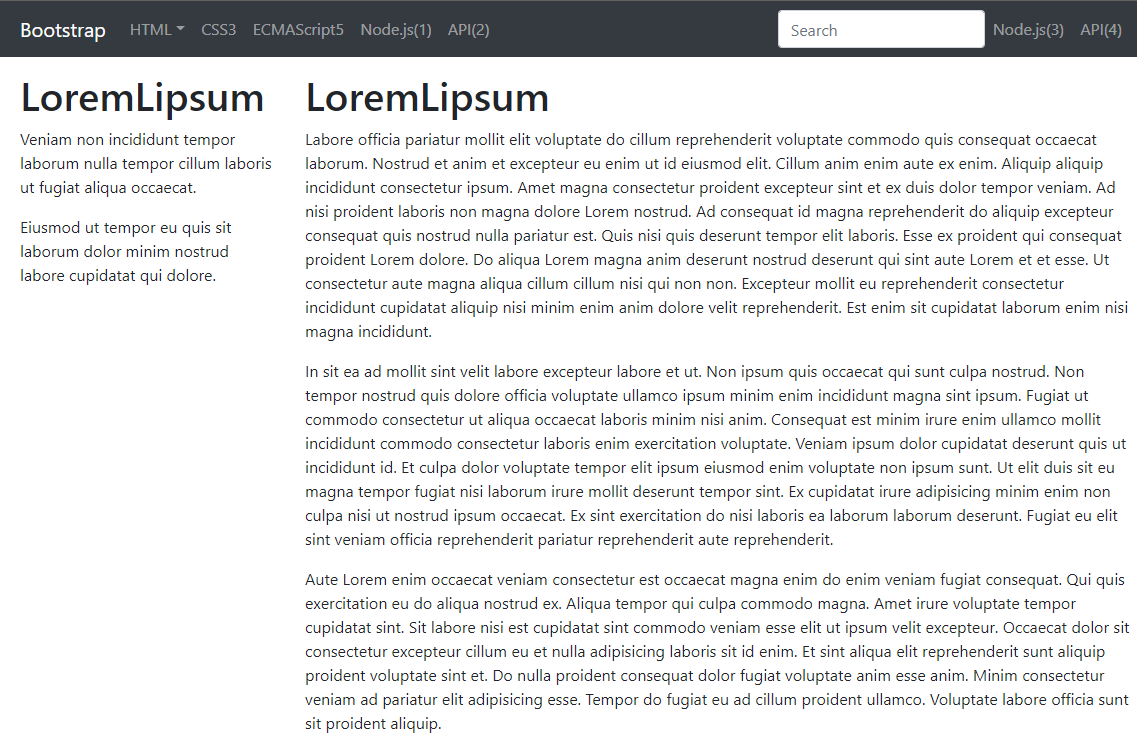 Bootstrap HTML CSS3 ECMAScript5 Node.js(1) API(2) Search Node.js(3) API(4)
LoremLipsum
Veniam non incididunt tempor
laborum nulla tempor cillum laboris
ut fugiat aliqua occaecat.
Eiusmod ut tempor eu quis sit
laborum dolor minim nostrud
labore cupidatat qui dolore.
LoremLipsum
Labore officia pariatur mollit elit voluptate do cillum reprehenderit voluptate commodo quis consequat occaecat
laborum. Nostrud et anim et excepteur eu enim ut id eiusmod elit. Cillum anim enim aute ex enim. Aliquip aliquip
incididunt consectetur ipsum. Amet magna consectetur proident excepteur sint et ex duis dolor tempor veniam. Ad
nisi proident laboris non magna dolore Lorem nostrud. Ad consequat id magna reprehenderit do aliquip excepteur
consequat quis nostrud nulla pariatur est. Quis nisi quis deserunt tempor elit laboris. Esse ex proident qui consequat
proident Lorem dolore. Do aliqua Lorem magna anim deserunt nostrud deserunt qui sint aute Lorem et et esse. Ut
consectetur aute magna aliqua cillum cillum nisi qui non non. Excepteur mollit eu reprehenderit consectetur
incididunt cupidatat aliquip nisi minim enim anim dolore velit reprehenderit. Est enim sit cupidatat laborum enim nisi
magna incididunt.
In sit ea ad mollit sint velit labore excepteur labore et ut. Non ipsum quis occaecat qui sunt culpa nostrud. Non
tempor nostrud quis dolore officia voluptate ullamco ipsum minim enim incididunt magna sint ipsum. Fugiat ut
commodo consectetur ut aliqua occaecat laboris minim nisi anim. Consequat est minim irure enim ullamco mollit
incididunt commodo consectetur laboris enim exercitation voluptate. Veniam ipsum dolor cupidatat deserunt quis ut
incididunt id. Et culpa dolor voluptate tempor elit ipsum eiusmod enim voluptate non ipsum sunt. Ut elit duis sit eu
magna tempor fugiat nisi laborum irure mollit deserunt tempor sint. Ex cupidatat irure adipisicing minim enim non
culpa nisi ut nostrud ipsum occaecat. Ex sint exercitation do nisi laboris ea laborum laborum deserunt. Fugiat eu elit
sint veniam officia reprehenderit pariatur reprehenderit aute reprehenderit.
Aute Lorem enim occaecat veniam consectetur est occaecat magna enim do enim veniam fugiat consequat. Qui quis
exercitation eu do aliqua nostrud ex. Aliqua tempor qui culpa commodo magna. Amet irure voluptate tempor
cupidatat sint. Sit labore nisi est cupidatat sint commodo veniam esse elit ut ipsum velit excepteur. Occaecat dolor sit
consectetur excepteur cillum eu et nulla adipisicing laboris sit id enim. Et sint aliqua elit reprehenderit sunt aliquip
proident voluptate sint et. Do nulla proident consequat dolor fugiat voluptate anim esse anim. Minim consectetur
veniam ad pariatur elit adipisicing esse. Tempor do fugiat eu ad cillum proident ullamco. Voluptate labore officia sunt
sit proident aliquip.